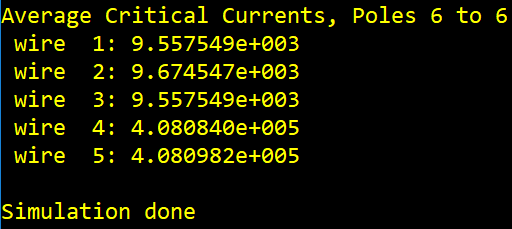 Average Critical Currents, Poles 6 to 6
wire  1: 9.557549e+003
wire  2: 9.674547e+003
wire  3: 9.557549e+003
wire  4: 4.080840e+005
wire  5: 4.080982e+005
Simulation done